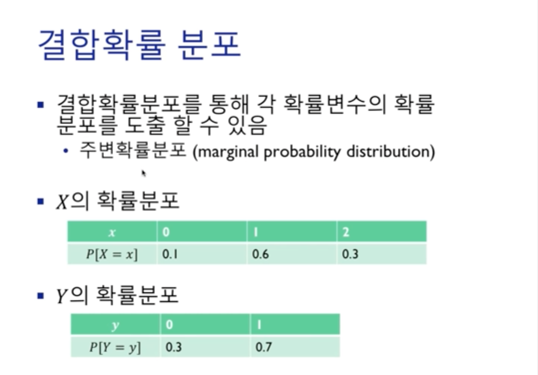 결합확률 분포
▪ 결합확률분포를 통해 각 확률변수의 확률
분포를 도출 할 수 있음
• 주변확률분포 (marginal probability distribution)
▪ X의 확률분포
x 0 1 2
P[X = x] 0.1 0.6 0.3
▪ Y의 확률분포
y 0 1
P[Y = y] 0.3 0.7